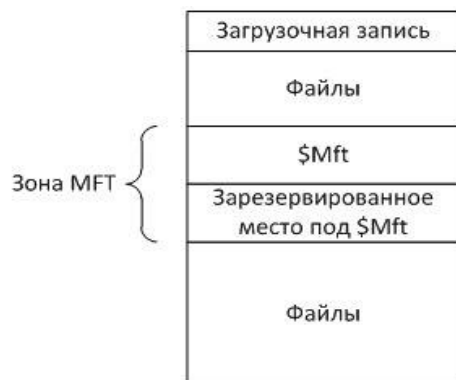 Загрузочная запись
Файлы
$Mft
Зона MFT
Зарезервированное
место под $Mft
Файлы